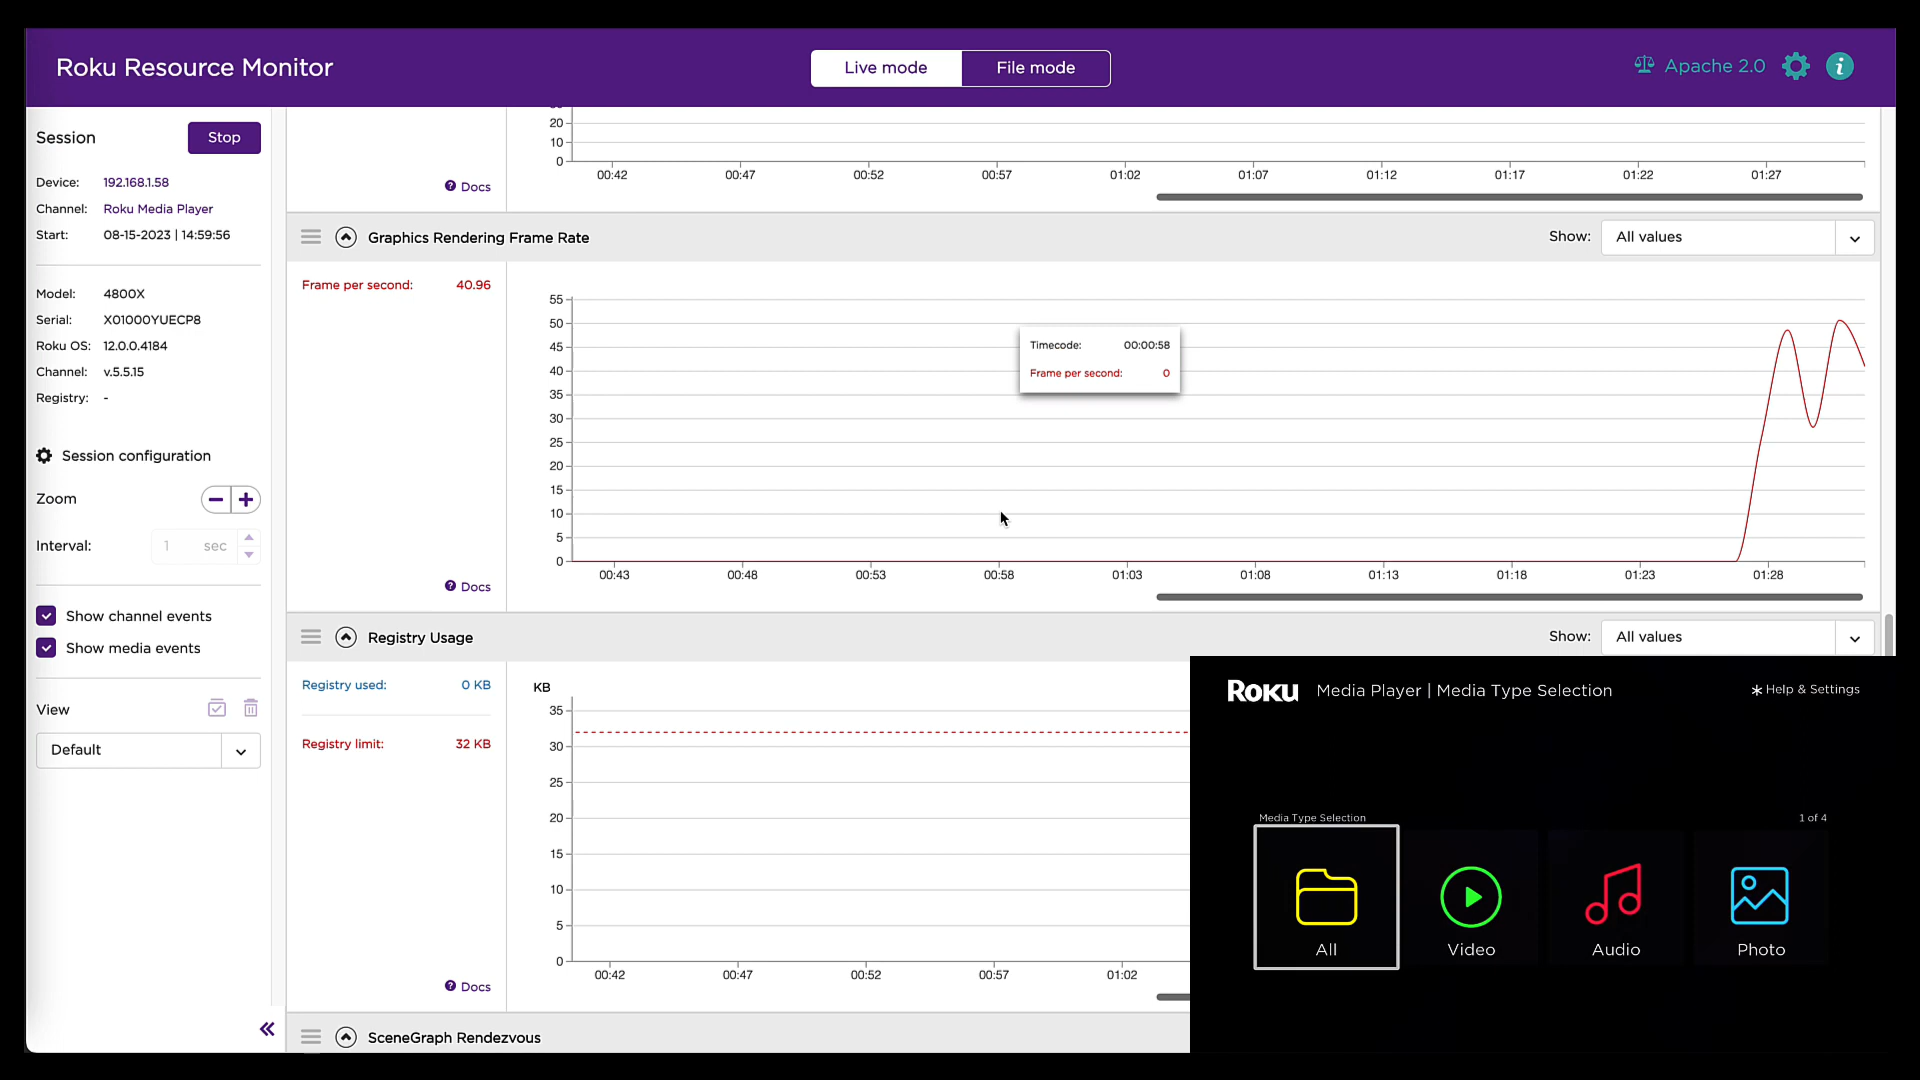 Roku Resource Monitor
Live mode
File mode
Apache 2.0
Session
Stop
Device: 192.168.1.58
Channel: Roku Media Player
Start: 08-15-2023 | 14:59:56
Model: 4800X
Serial: X01000YUECP8
Roku OS: 12.0.0.4184
Channel: v.5.5.15
Registry: -
Session configuration
Zoom
Interval: 1 sec
Show channel events
Show media events
View
Default
20
10
0
00:42 00:47 00:52 00:57 01:02 01:07 01:12 01:17 01:22 01:27
Docs
Graphics Rendering Frame Rate
Show: All values
Frame per second: 40.96
55
50
45
40
35
30
25
20
15
10
5
0
Timecode: 00:00:58
Frame per second: 0
00:43 00:48 00:53 00:58 01:03 01:08 01:13 01:18 01:23 01:28
Docs
Registry Usage
Show: All values
Registry used: 0 KB
Registry limit: 32 KB
KB
35
30
25
20
15
10
5
0
00:42 00:47 00:52 00:57 01:02
Docs
SceneGraph Rendezvous
Roku Media Player | Media Type Selection
Help & Settings
Media Type Selection
1 of 4
All
Video
Audio
Photo